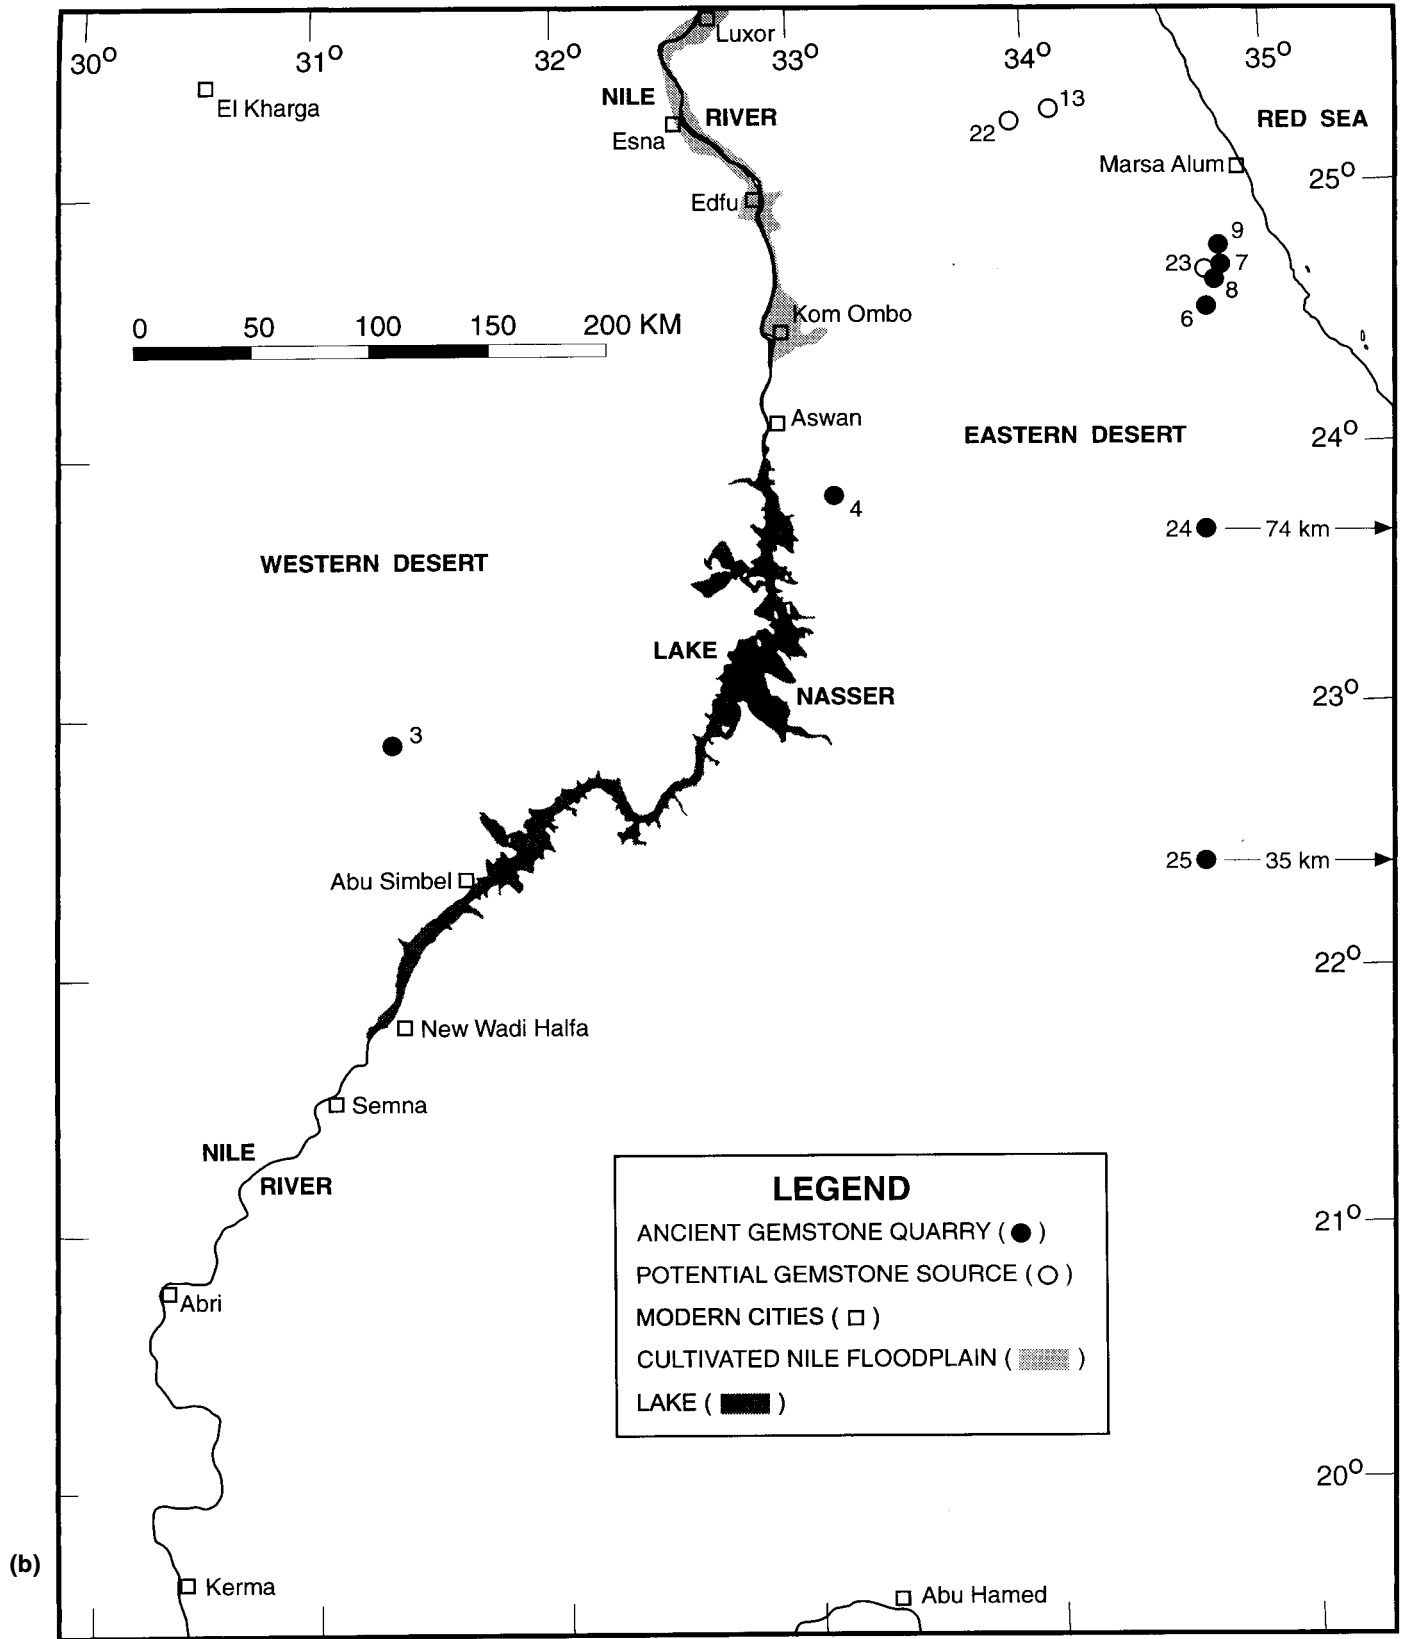 Luxor
30° 31° 32° 33° 34° 35°
El Kharga
NILE
RIVER
13
22
RED SEA
Esna
Marsa Alum
25°
Edfu
9
23
7
8
6
Kom Ombo
0 50 100 150 200 KM
Aswan
EASTERN DESERT
24°
4
24
74 km
WESTERN DESERT
LAKE
NASSER
23°
3
25
35 km
Abu Simbel
22°
New Wadi Halfa
Semna
NILE
RIVER
LEGEND
ANCIENT GEMSTONE QUARRY ( ● )
POTENTIAL GEMSTONE SOURCE ( ○ )
MODERN CITIES ( □ )
CULTIVATED NILE FLOODPLAIN ( )
LAKE ( )
21°
Abri
20°
(b)
Kerma
Abu Hamed